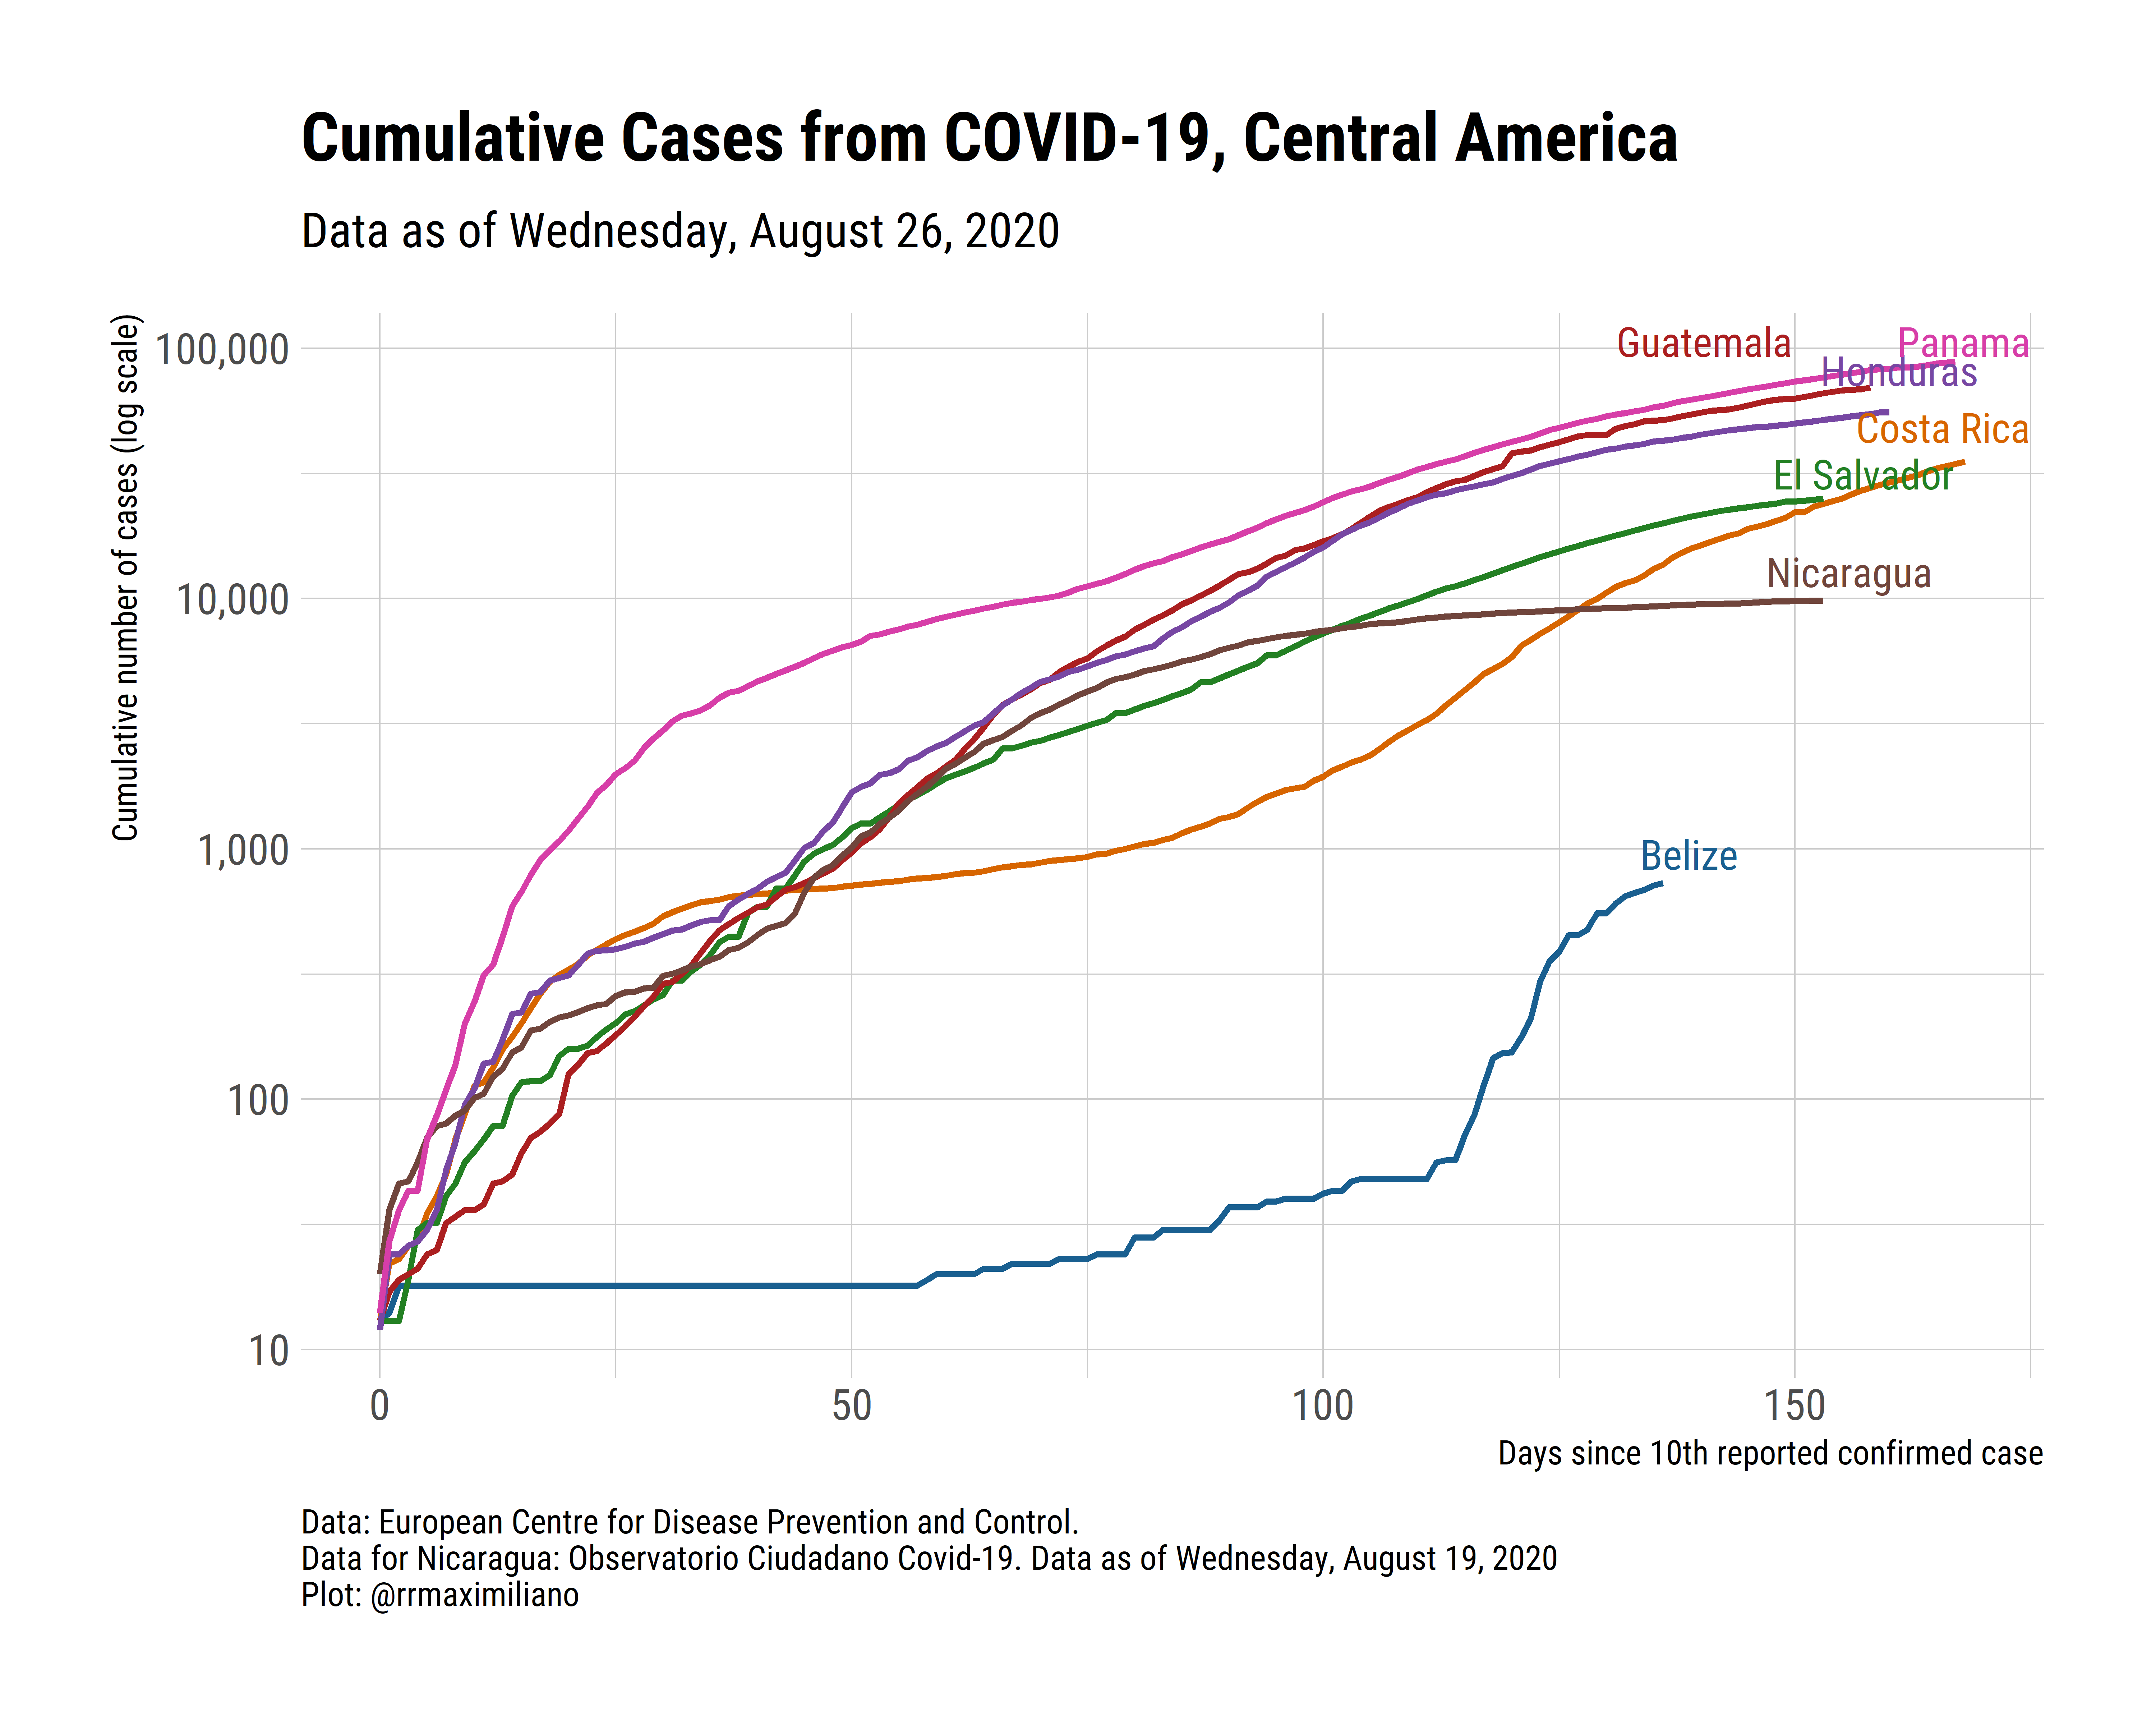 Cumulative Cases from COVID-19, Central America
Data as of Wednesday, August 26, 2020
Cumulative number of cases (log scale)
100,000
10,000
1,000
100
10
Guatemala
Panama
Honduras
Costa Rica
El Salvador
Nicaragua
Belize
0
50
100
150
Days since 10th reported confirmed case
Data: European Centre for Disease Prevention and Control.
Data for Nicaragua: Observatorio Ciudadano Covid-19. Data as of Wednesday, August 19, 2020
Plot: @rrmaximiliano